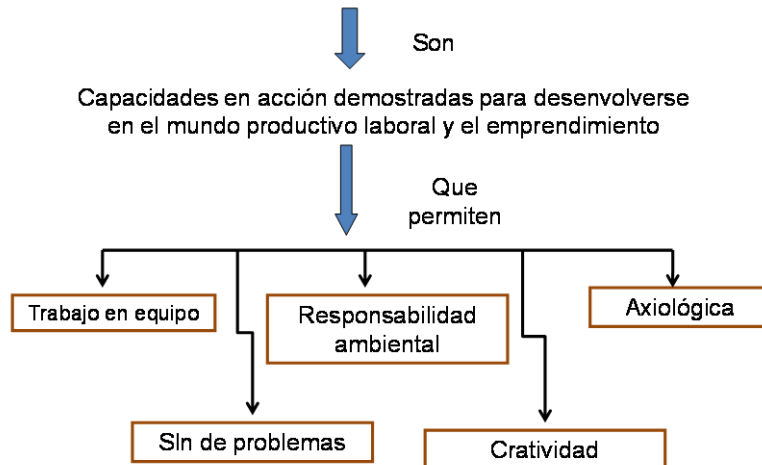 Son
Capacidades en acción demostradas para desenvolverse
en el mundo productivo laboral y el emprendimiento
Que
permiten
Trabajo en equipo
Responsabilidad
ambiental
Axiológica
Sln de problemas
Cratividad